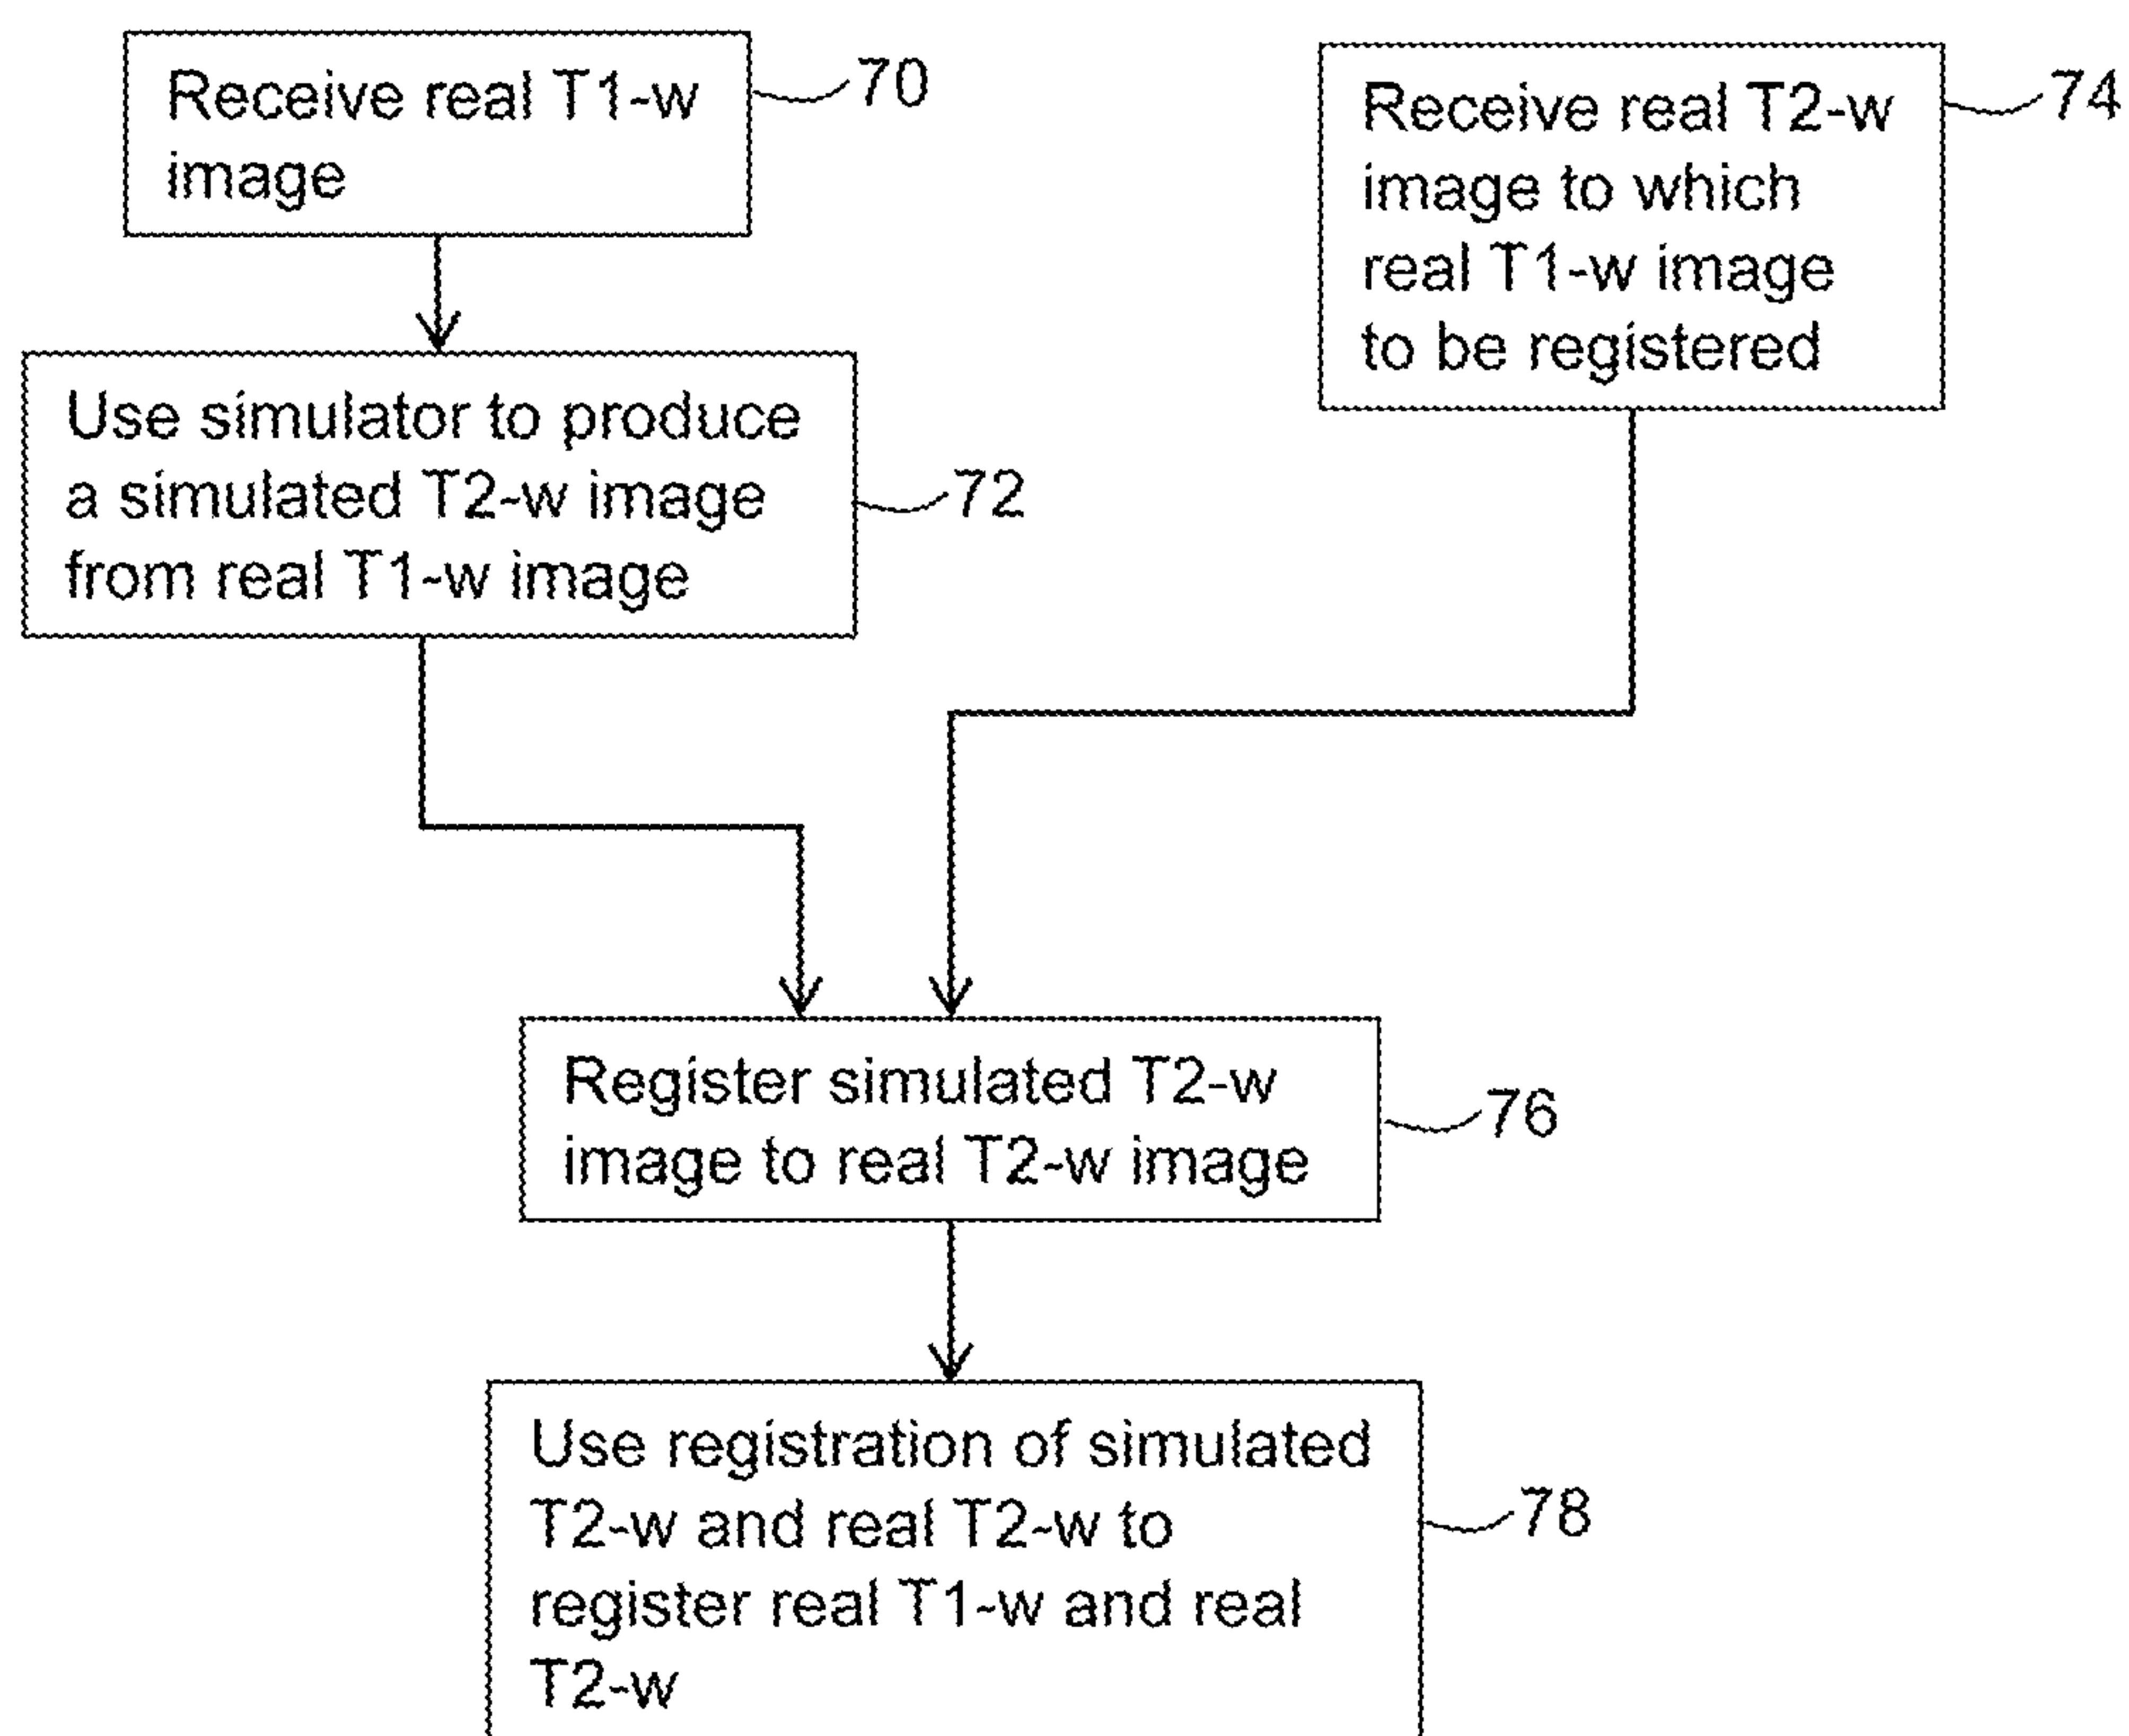 Receive real T1-w
image
70
Receive real T2-w
image to which
real T1-w image
to be registered
74
Use simulator to produce
a simulated T2-w image
from real T1-w image
72
Register simulated T2-w
image to real T2-w image
76
Use registration of simulated
T2-w and real T2-w to
register real T1-w and real
T2-w
78